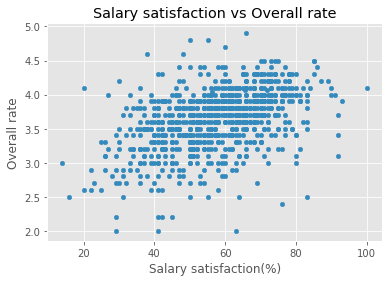 Salary satisfaction vs Overall rate
5.0
4.5
4.0
3.5
3.0
2.5
2.0
Overall rate
20 40 60 80 100
Salary satisfaction(%)